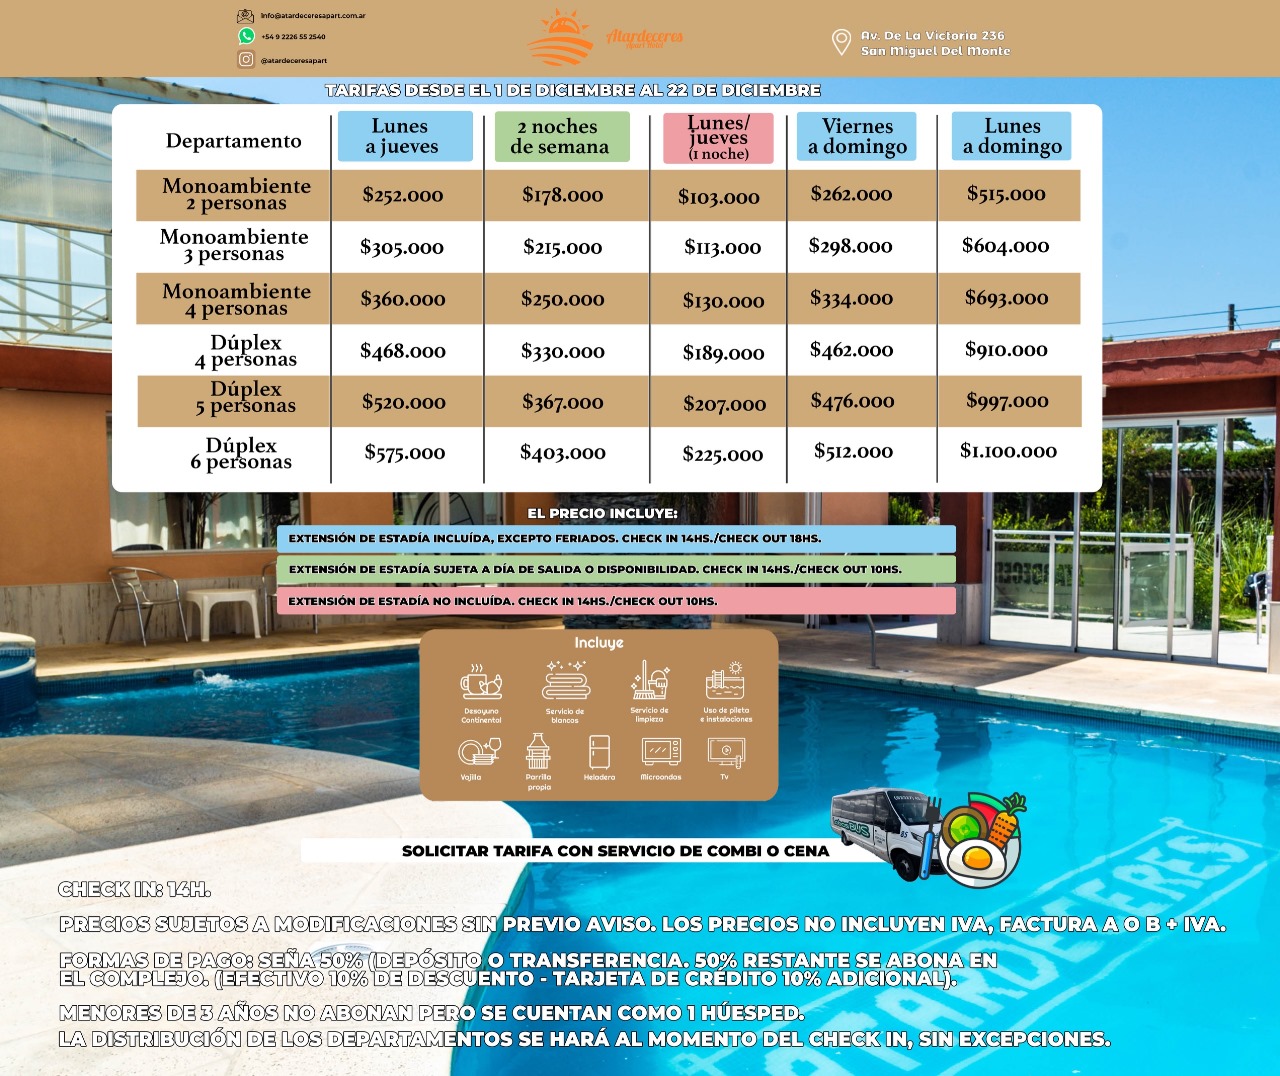 info@atardeceresapart.com.ar
+54 9 2226 55 2540
@atardeceresapart
Atardeceres
Apart Hotel
Av. De La Victoria 236
San Miguel Del Monte
TARIFAS DESDE EL 1 DE DICIEMBRE AL 22 DE DICIEMBRE
Departamento
Lunes
a jueves
2 noches
de semana
Lunes/
jueves
(1 noche)
Viernes
a domingo
Lunes
a domingo
Monoambiente
2 personas
$252.000 $178.000 $103.000 $262.000 $515.000
Monoambiente
3 personas
$305.000 $215.000 $113.000 $298.000 $604.000
Monoambiente
4 personas
$360.000 $250.000 $130.000 $334.000 $693.000
Dúplex
4 personas
$468.000 $330.000 $189.000 $462.000 $910.000
Dúplex
5 personas
$520.000 $367.000 $207.000 $476.000 $997.000
Dúplex
6 personas
$575.000 $403.000 $225.000 $512.000 $1.100.000
EL PRECIO INCLUYE:
EXTENSIÓN DE ESTADÍA INCLUÍDA, EXCEPTO FERIADOS. CHECK IN 14HS./CHECK OUT 18HS.
EXTENSIÓN DE ESTADÍA SUJETA A DÍA DE SALIDA O DISPONIBILIDAD. CHECK IN 14HS./CHECK OUT 10HS.
EXTENSIÓN DE ESTADÍA NO INCLUÍDA. CHECK IN 14HS./CHECK OUT 10HS.
Incluye
Desayuno
Continental
Servicio de
blancos
Servicio de
limpieza
Uso de pileta
e instalaciones
Vajilla
Parrilla
propia
Heladera
Microondas
Tv
BUS
85
SOLICITAR TARIFA CON SERVICIO DE COMBI O CENA
ATARDECERES
CHECK IN: 14H.
PRECIOS SUJETOS A MODIFICACIONES SIN PREVIO AVISO. LOS PRECIOS NO INCLUYEN IVA, FACTURA A O B + IVA.
FORMAS DE PAGO: SEÑA 50% (DEPÓSITO O TRANSFERENCIA. 50% RESTANTE SE ABONA EN
EL COMPLEJO. (EFECTIVO 10% DE DESCUENTO - TARJETA DE CRÉDITO 10% ADICIONAL).
MENORES DE 3 AÑOS NO ABONAN PERO SE CUENTAN COMO 1 HÚESPED.
LA DISTRIBUCIÓN DE LOS DEPARTAMENTOS SE HARÁ AL MOMENTO DEL CHECK IN, SIN EXCEPCIONES.